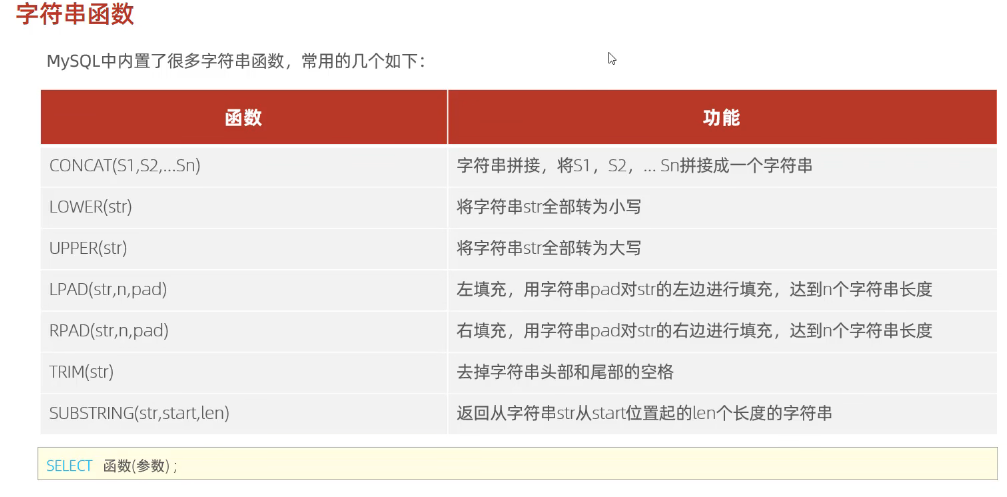 字符串函数
MySQL中内置了很多字符串函数，常用的几个如下：
函数 功能
CONCAT(S1,S2,...Sn) 字符串拼接，将S1，S2，... Sn拼接成一个字符串
LOWER(str) 将字符串str全部转为小写
UPPER(str) 将字符串str全部转为大写
LPAD(str,n,pad) 左填充，用字符串pad对str的左边进行填充，达到n个字符串长度
RPAD(str,n,pad) 右填充，用字符串pad对str的右边进行填充，达到n个字符串长度
TRIM(str) 去掉字符串头部和尾部的空格
SUBSTRING(str,start,len) 返回从字符串str从start位置起的len个长度的字符串
SELECT 函数(参数) ;